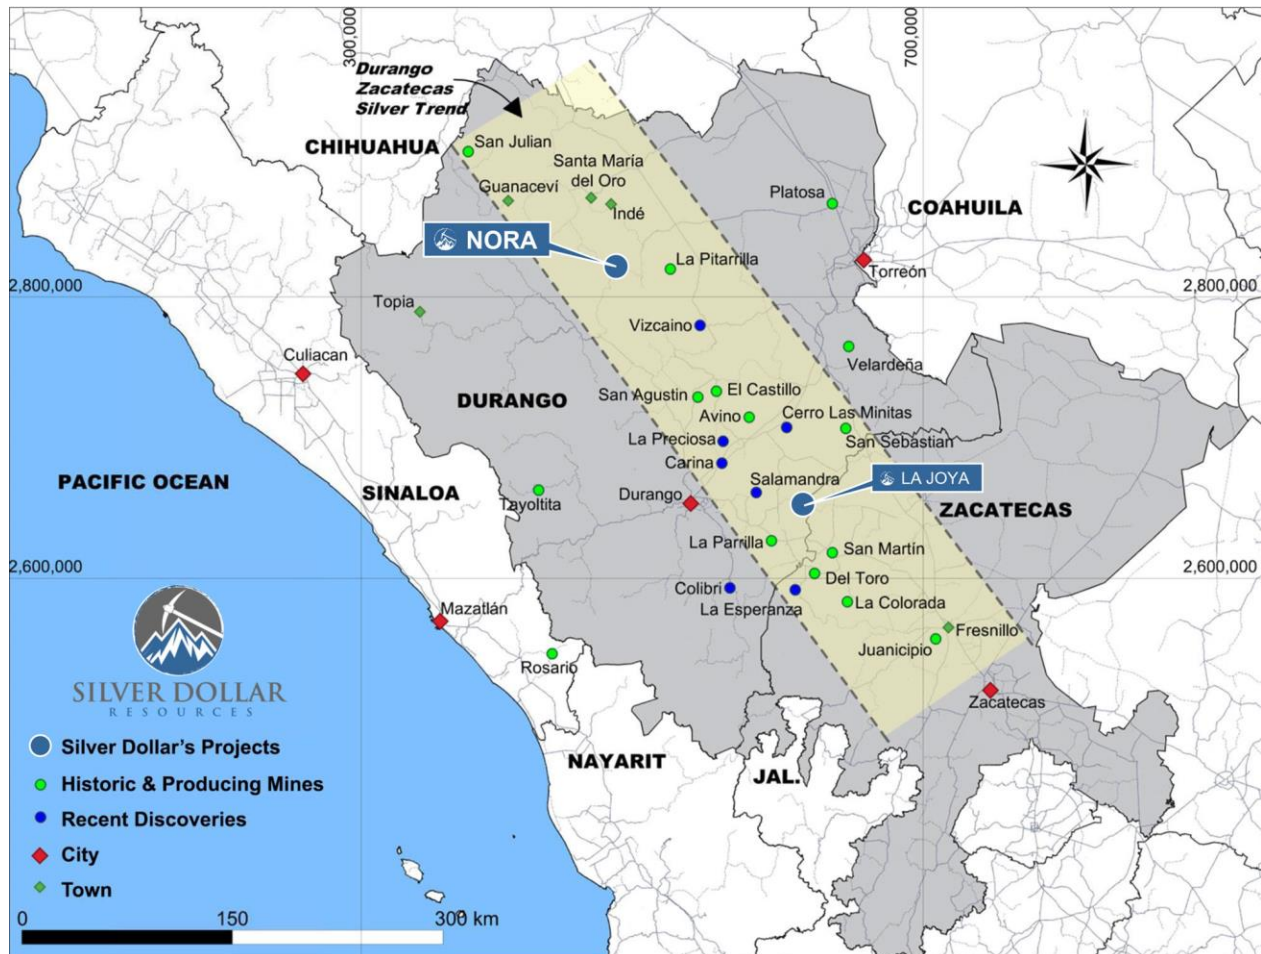 300,000
700,000
Durango
Zacatecas
Silver Trend
CHIHUAHUA
San Julian
Santa María
del Oro
Guanaceví
Indé
Platosa
COAHUILA
NORA
La Pitarrilla
Torreón
2,800,000
2,800,000
Topia
Vizcaino
Culiacan
Velardeña
San Agustin
El Castillo
DURANGO
Avino
Cerro Las Minitas
La Preciosa
San Sebastian
Carina
PACIFIC OCEAN
SINALOA
Salamandra
LA JOYA
Durango
Tayoltita
ZACATECAS
La Parrilla
San Martín
2,600,000
2,600,000
Del Toro
Colibri
La Esperanza
La Colorada
Mazatlán
Fresnillo
Juanicipio
Rosario
Zacatecas
SILVER DOLLAR
RESOURCES
NAYARIT
JAL.
Silver Dollar's Projects
Historic & Producing Mines
Recent Discoveries
City
Town
0 150 300 km